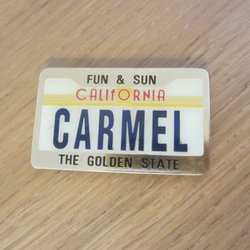 FUN & SUN
CALIFORNIA
CARMEL
THE GOLDEN STATE